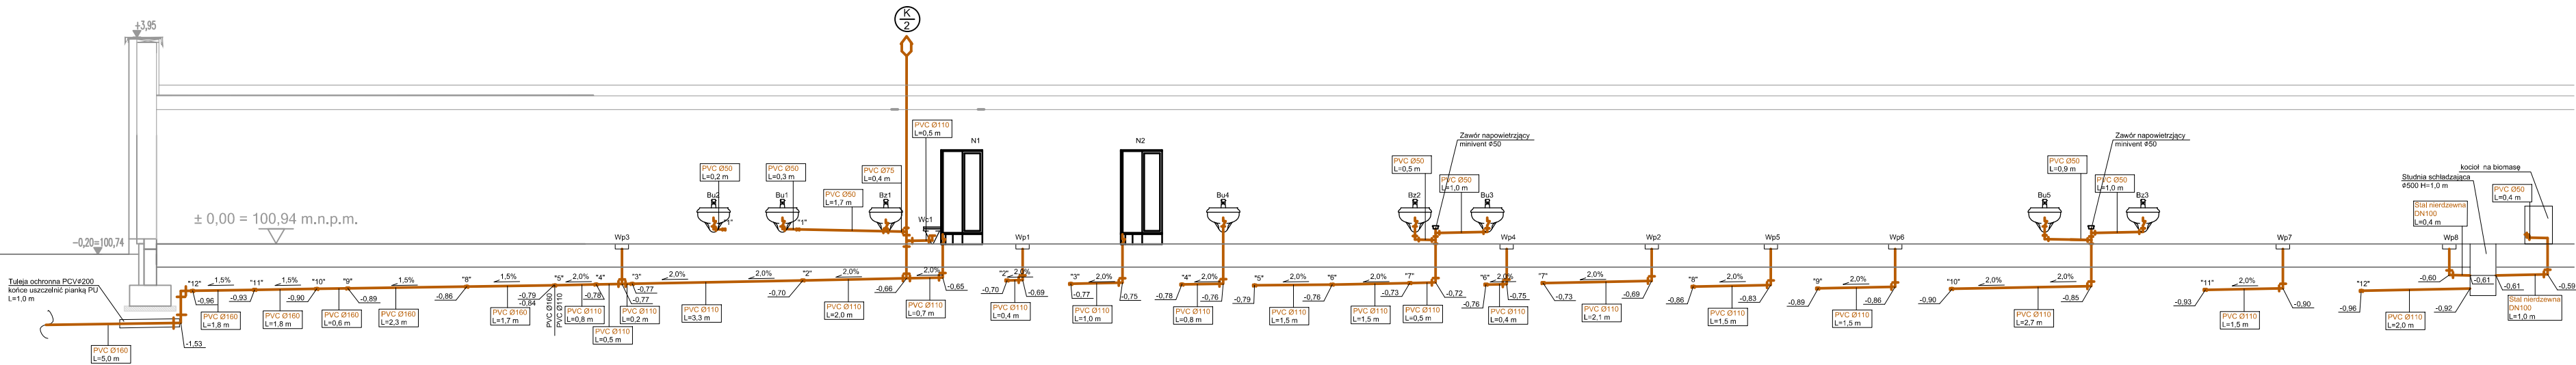 K
2
+3,95
± 0,00 = 100,94 m.n.p.m.
-0,20=100,74
Tuleja ochronna PCVø200
końce uszczelnić pianką PU
L=1,0 m
PVC Ø160
L=5,0 m
-1,53
"12"
1,5%
-0,96
PVC Ø160
L=1,8 m
"11"
-0,93
1,5%
PVC Ø160
L=1,8 m
"10"
-0,90
PVC Ø160
L=0,6 m
"9"
-0,89
1,5%
PVC Ø160
L=2,3 m
"8"
-0,86
1,5%
PVC Ø160
L=1,7 m
"5"
-0,79
-0,84
PVC Ø160
PVC Ø110
2,0%
PVC Ø110
L=0,8 m
"4"
-0,78
PVC Ø110
L=0,5 m
Wp3
"3"
-0,77
-0,77
PVC Ø110
L=0,2 m
2,0%
PVC Ø110
L=3,3 m
2,0%
"2"
-0,70
2,0%
PVC Ø110
L=2,0 m
-0,66
2,0%
PVC Ø110
L=0,7 m
-0,65
PVC Ø50
L=0,2 m
Bu2
"1"
PVC Ø50
L=0,3 m
Bu1
"1"
PVC Ø50
L=1,7 m
PVC Ø75
L=0,4 m
Bz1
PVC Ø110
L=0,5 m
Wc1
N1
Wp1
"2"
2,0%
-0,70
-0,69
PVC Ø110
L=0,4 m
N2
"3"
2,0%
-0,77
-0,75
PVC Ø110
L=1,0 m
Bu4
"4"
2,0%
-0,78
-0,76
PVC Ø110
L=0,8 m
"5"
2,0%
-0,79
PVC Ø110
L=1,5 m
"6"
-0,76
2,0%
PVC Ø110
L=1,5 m
"7"
-0,73
-0,72
PVC Ø110
L=0,5 m
PVC Ø50
L=0,5 m
Bz2
PVC Ø50
L=1,0 m
Bu3
Zawór napowietrzjący
minivent ø50
Wp4
"6"
2,0%
-0,76
-0,75
PVC Ø110
L=0,4 m
Wp2
"7"
2,0%
-0,73
-0,69
PVC Ø110
L=2,1 m
Wp5
"8"
2,0%
-0,86
-0,83
PVC Ø110
L=1,5 m
Wp6
"9"
2,0%
-0,89
-0,86
PVC Ø110
L=1,5 m
"10"
2,0%
2,0%
-0,90
-0,85
PVC Ø110
L=2,7 m
PVC Ø50
L=0,9 m
Bu5
PVC Ø50
L=1,0 m
Bz3
Zawór napowietrzjący
minivent ø50
Wp7
"11"
2,0%
-0,93
-0,90
PVC Ø110
L=1,5 m
"12"
2,0%
-0,96
-0,92
PVC Ø110
L=2,0 m
Wp8
-0,60
-0,61
-0,61
-0,59
Stal nierdzewna
DN100
L=0,4 m
Stal nierdzewna
DN100
L=1,0 m
Studnia schładzająca
Ø500 H=1,0 m
kocioł na biomasę
PVC Ø50
L=0,4 m